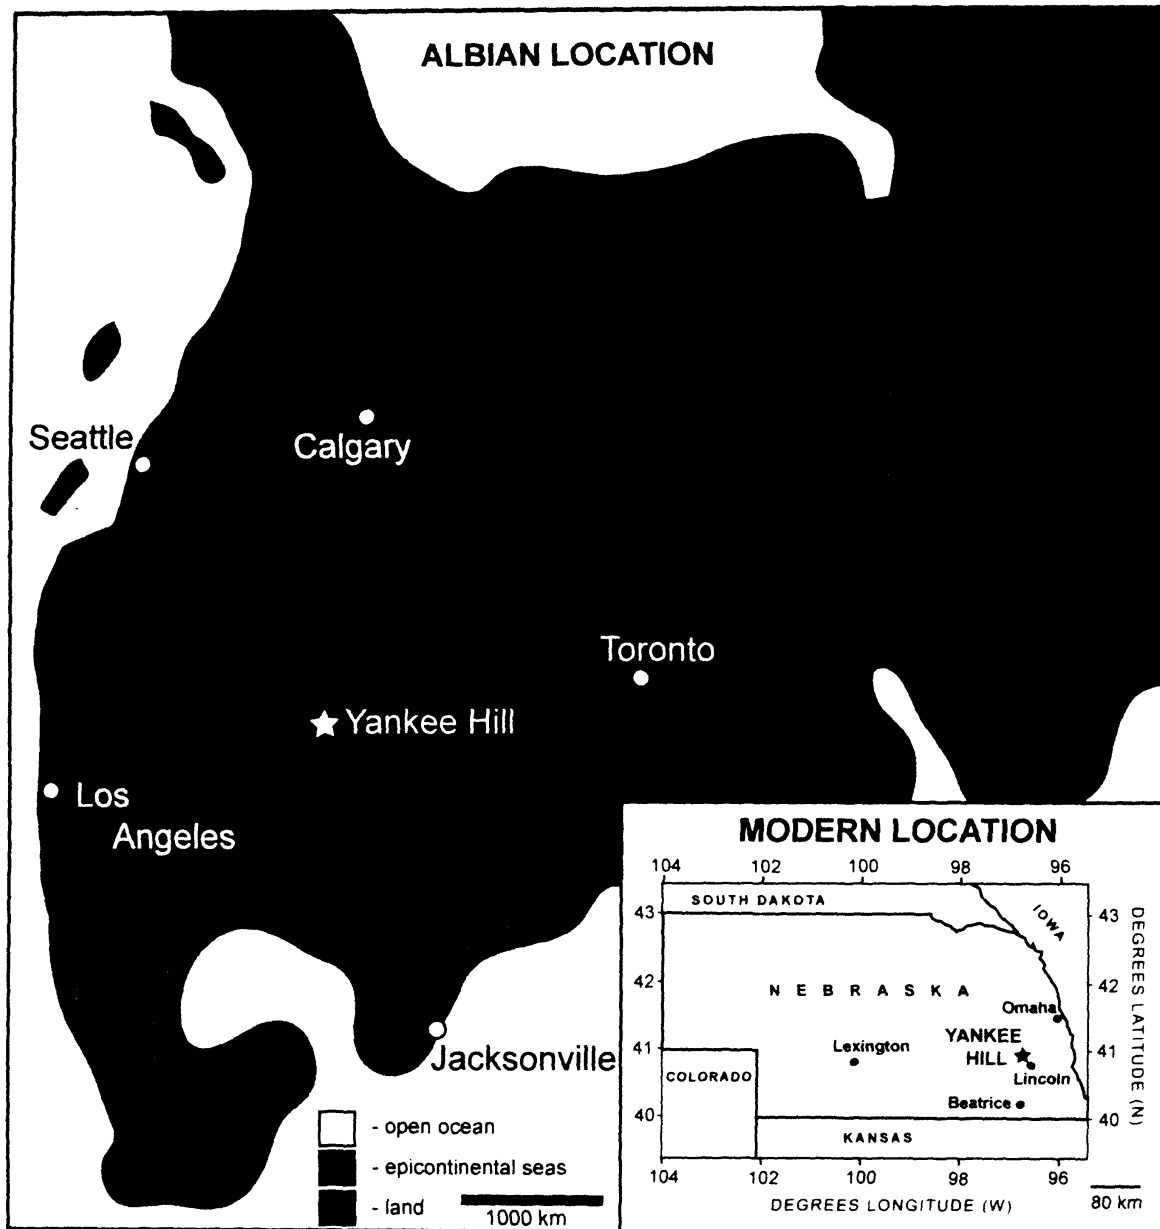 ALBIAN LOCATION
Seattle
Calgary
Toronto
Yankee Hill
Los
Angeles
Jacksonville
- open ocean
- epicontinental seas
- land
1000 km
MODERN LOCATION
104 102 100 98 96
SOUTH DAKOTA
IOWA
43 43
42 42
NEBRASKA
Omaha
YANKEE
HILL
Lexington
41 41
Lincoln
COLORADO
Beatrice
40 40
KANSAS
104 102 100 98 96
DEGREES LONGITUDE (W)
DEGREES LATITUDE (N)
80 km